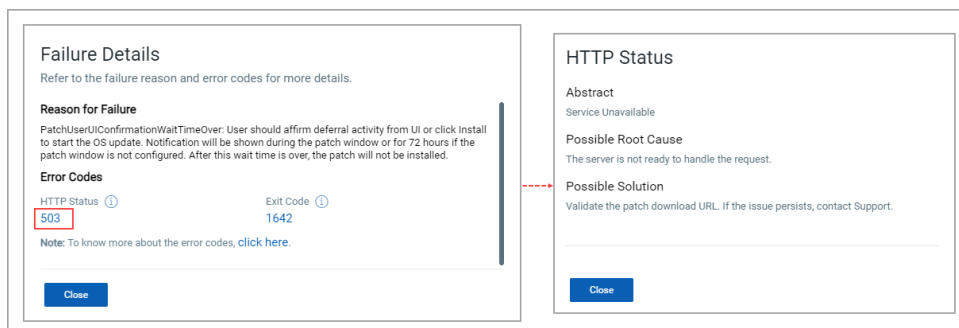 Failure Details
Refer to the failure reason and error codes for more details.
Reason for Failure
PatchUserUIConfirmationWaitTimeOver: User should affirm deferral activity from UI or click Install
to start the OS update. Notification will be shown during the patch window or for 72 hours if the
patch window is not configured. After this wait time is over, the patch will not be installed.
Error Codes
HTTP Status
Exit Code
503
1642
Note: To know more about the error codes, click here.
Close
HTTP Status
Abstract
Service Unavailable
Possible Root Cause
The server is not ready to handle the request.
Possible Solution
Validate the patch download URL. If the issue persists, contact Support.
Close